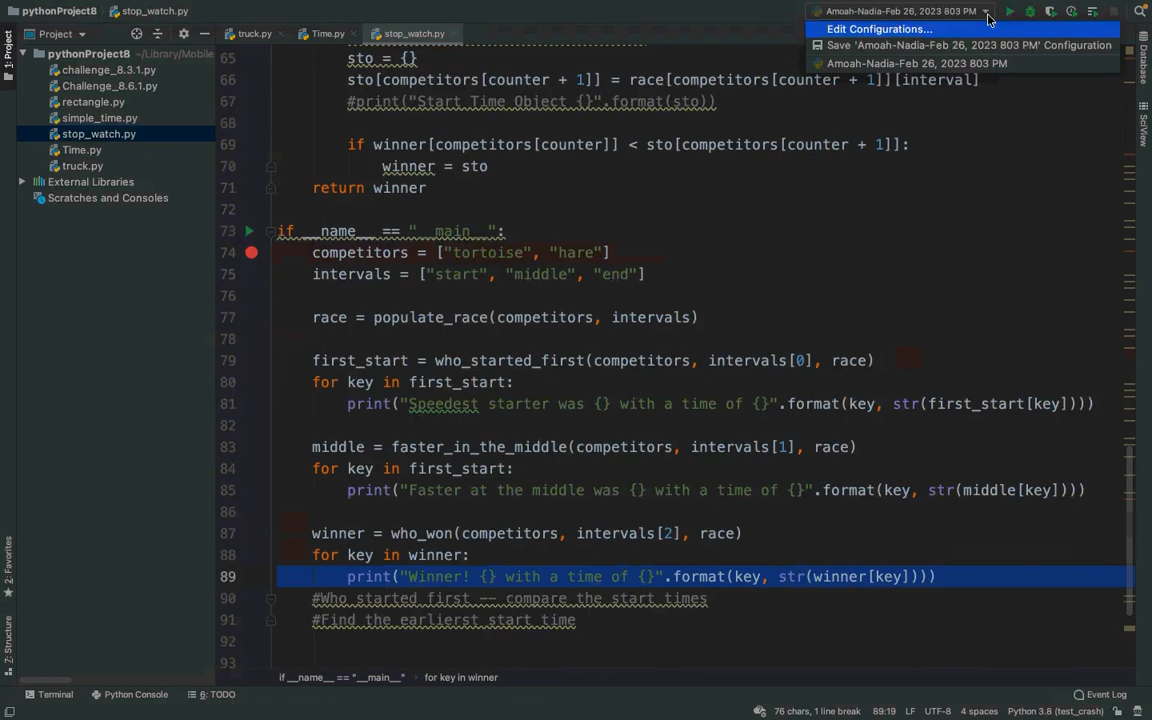 pythonProject8 stop_watch.py
Amoah-Nadia-Feb 26, 2023 803 PM
Edit Configurations...
Save 'Amoah-Nadia-Feb 26, 2023 803 PM' Configuration
Amoah-Nadia-Feb 26, 2023 803 PM
Project
truck.py Time.py stop_watch.py
1: Project
pythonProject8 ~/Library/Mobile
challenge_8.3.1.py
Challenge_8.6.1.py
rectangle.py
simple_time.py
stop_watch.py
Time.py
truck.py
External Libraries
Scratches and Consoles
Database
SciView
2: Favorites
7: Structure
65 sto = {}
66 sto[competitors[counter + 1]] = race[competitors[counter + 1]][interval]
67 #print("Start Time Object {}".format(sto))
68
69 if winner[competitors[counter]] < sto[competitors[counter + 1]]:
70 winner = sto
71 return winner
72
73 if __name__ == "__main__":
74 competitors = ["tortoise", "hare"]
75 intervals = ["start", "middle", "end"]
76
77 race = populate_race(competitors, intervals)
78
79 first_start = who_started_first(competitors, intervals[0], race)
80 for key in first_start:
81 print("Speedest starter was {} with a time of {}".format(key, str(first_start[key])))
82
83 middle = faster_in_the_middle(competitors, intervals[1], race)
84 for key in first_start:
85 print("Faster at the middle was {} with a time of {}".format(key, str(middle[key])))
86
87 winner = who_won(competitors, intervals[2], race)
88 for key in winner:
89 print("Winner! {} with a time of {}".format(key, str(winner[key])))
90 #Who started first -- compare the start times
91 #Find the earlierst start time
92
93
if __name__ == "__main__" › for key in winner
Terminal Python Console 6: TODO Event Log
76 chars, 1 line break 89:19 LF UTF-8 4 spaces Python 3.8 (test_crash)